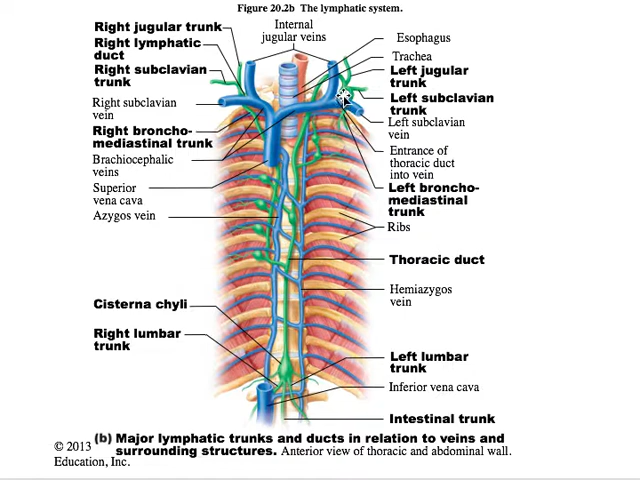 Figure 20.2b The lymphatic system.
Right jugular trunk
Right lymphatic
duct
Right subclavian
trunk
Right subclavian
vein
Right broncho-
mediastinal trunk
Brachiocephalic
veins
Superior
vena cava
Azygos vein
Cisterna chyli
Right lumbar
trunk
Internal
jugular veins
Esophagus
Trachea
Left jugular
trunk
Left subclavian
trunk
Left subclavian
vein
Entrance of
thoracic duct
into vein
Left broncho-
mediastinal
trunk
Ribs
Thoracic duct
Hemiazygos
vein
Left lumbar
trunk
Inferior vena cava
Intestinal trunk
(b) Major lymphatic trunks and ducts in relation to veins and
surrounding structures. Anterior view of thoracic and abdominal wall.
© 2013
Education, Inc.